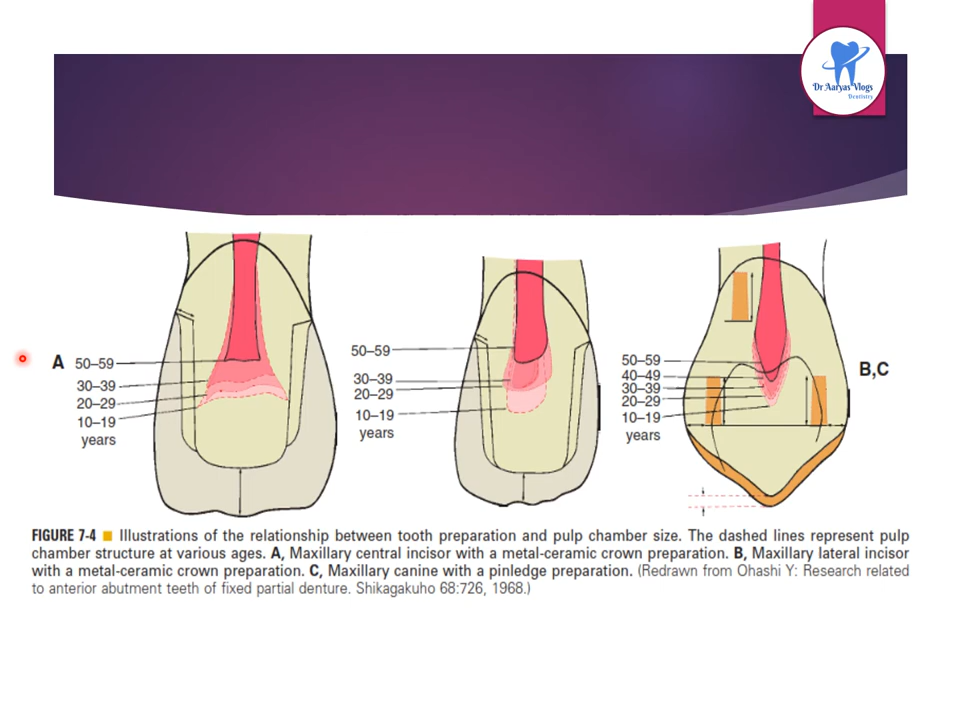 Dr Aaryas Vlogs
Dentistry
A
50–59
30–39
20–29
10–19
years
50–59
30–39
20–29
10–19
years
50–59
40–49
30–39
20–29
10–19
years
B,C
FIGURE 7-4 ■ Illustrations of the relationship between tooth preparation and pulp chamber size. The dashed lines represent pulp
chamber structure at various ages. A, Maxillary central incisor with a metal-ceramic crown preparation. B, Maxillary lateral incisor
with a metal-ceramic crown preparation. C, Maxillary canine with a pinledge preparation. (Redrawn from Ohashi Y: Research related
to anterior abutment teeth of fixed partial denture. Shikagakuho 68:726, 1968.)